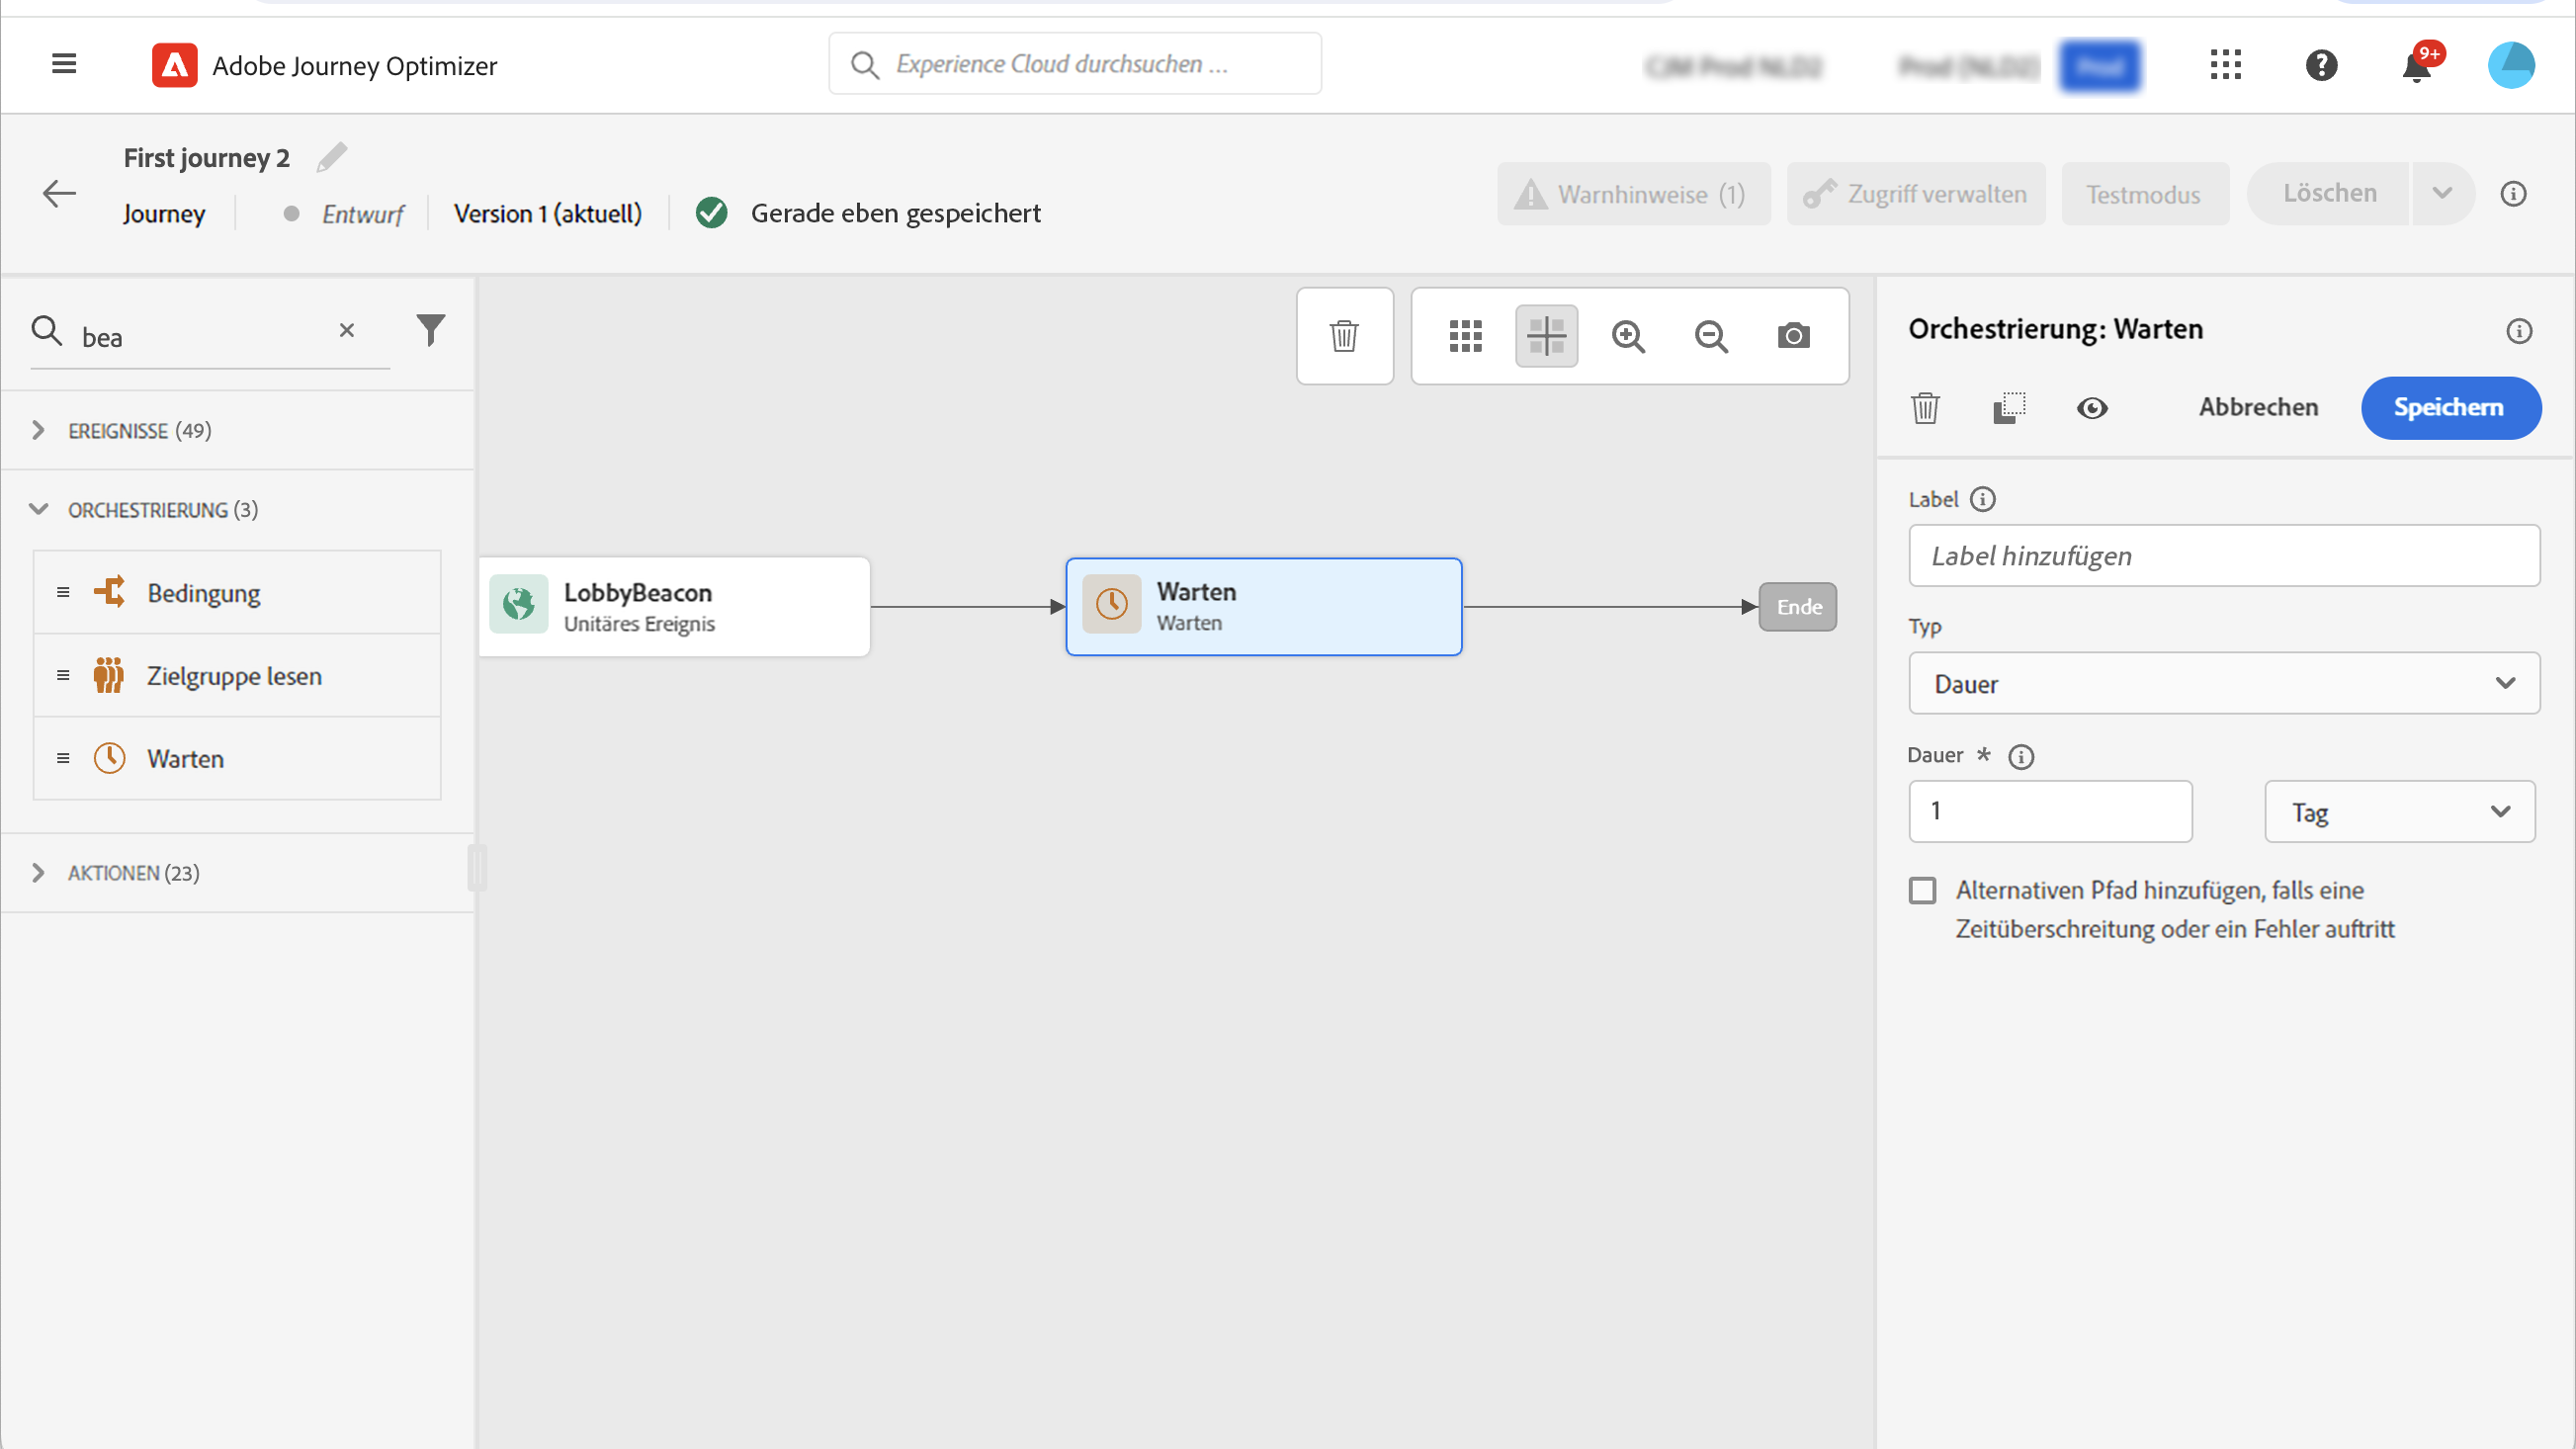 Adobe Journey Optimizer
Experience Cloud durchsuchen ...
9+
First journey 2
Journey
Entwurf
Version 1 (aktuell)
Gerade eben gespeichert
Warnhinweise (1)
Zugriff verwalten
Testmodus
Löschen
bea
EREIGNISSE (49)
ORCHESTRIERUNG (3)
Bedingung
Zielgruppe lesen
Warten
AKTIONEN (23)
LobbyBeacon
Unitäres Ereignis
Warten
Warten
Ende
Orchestrierung: Warten
Abbrechen
Speichern
Label
Label hinzufügen
Typ
Dauer
Dauer *
1
Tag
Alternativen Pfad hinzufügen, falls eine
Zeitüberschreitung oder ein Fehler auftritt